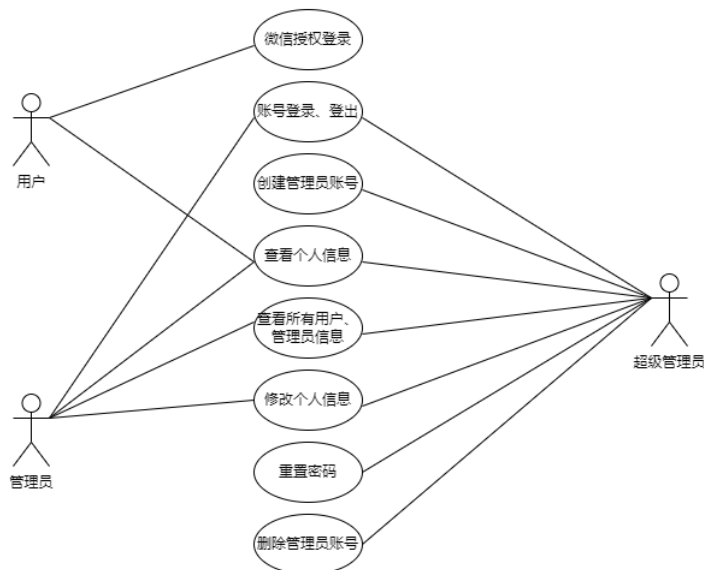 微信授权登录
账号登录、登出
用户
创建管理员账号
查看个人信息
查看所有用户、
管理员信息
超级管理员
修改个人信息
管理员
重置密码
删除管理员账号